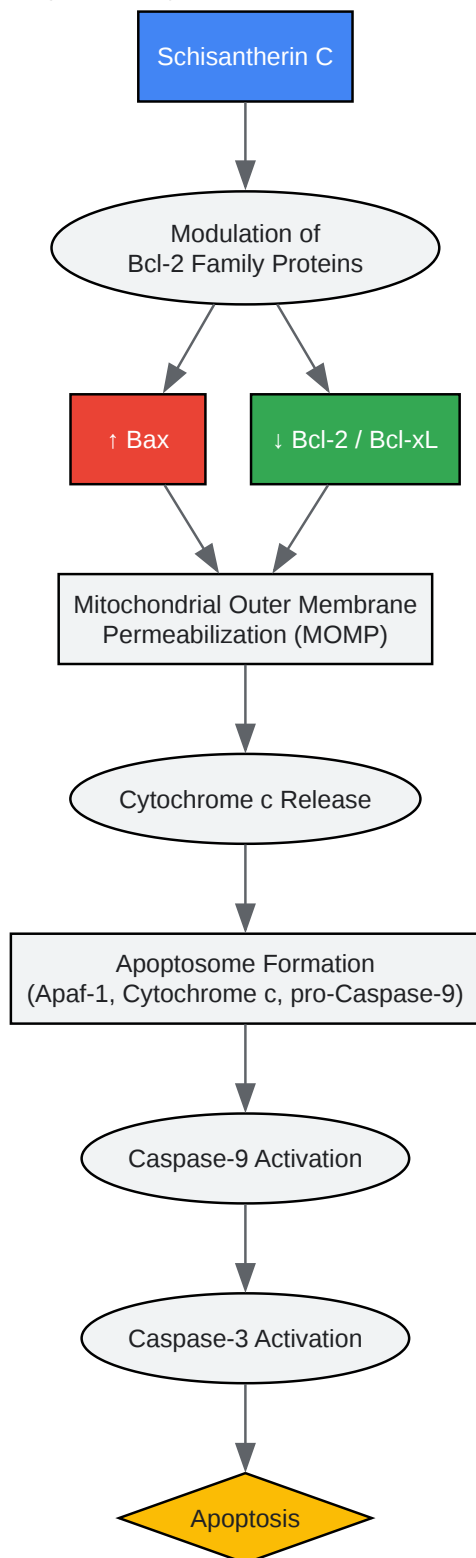 Schisantherin C
Modulation of
Bcl-2 Family Proteins
↑ Bax
↓ Bcl-2 / Bcl-xL
Mitochondrial Outer Membrane
Permeabilization (MOMP)
Cytochrome c Release
Apoptosome Formation
(Apaf-1, Cytochrome c, pro-Caspase-9)
Caspase-9 Activation
Caspase-3 Activation
Apoptosis